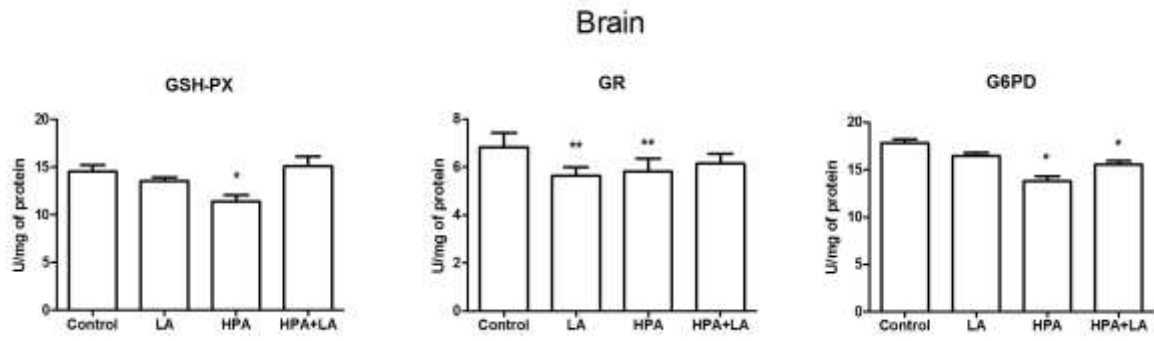 Brain
GSH-PX
20
15
10
5
0
U/mg of protein
*
Control LA HPA HPA+LA
GR
8
6
4
2
0
U/mg of protein
** **
Control LA HPA HPA+LA
G6PD
20
15
10
5
0
U/mg of protein
* *
Control LA HPA HPA+LA